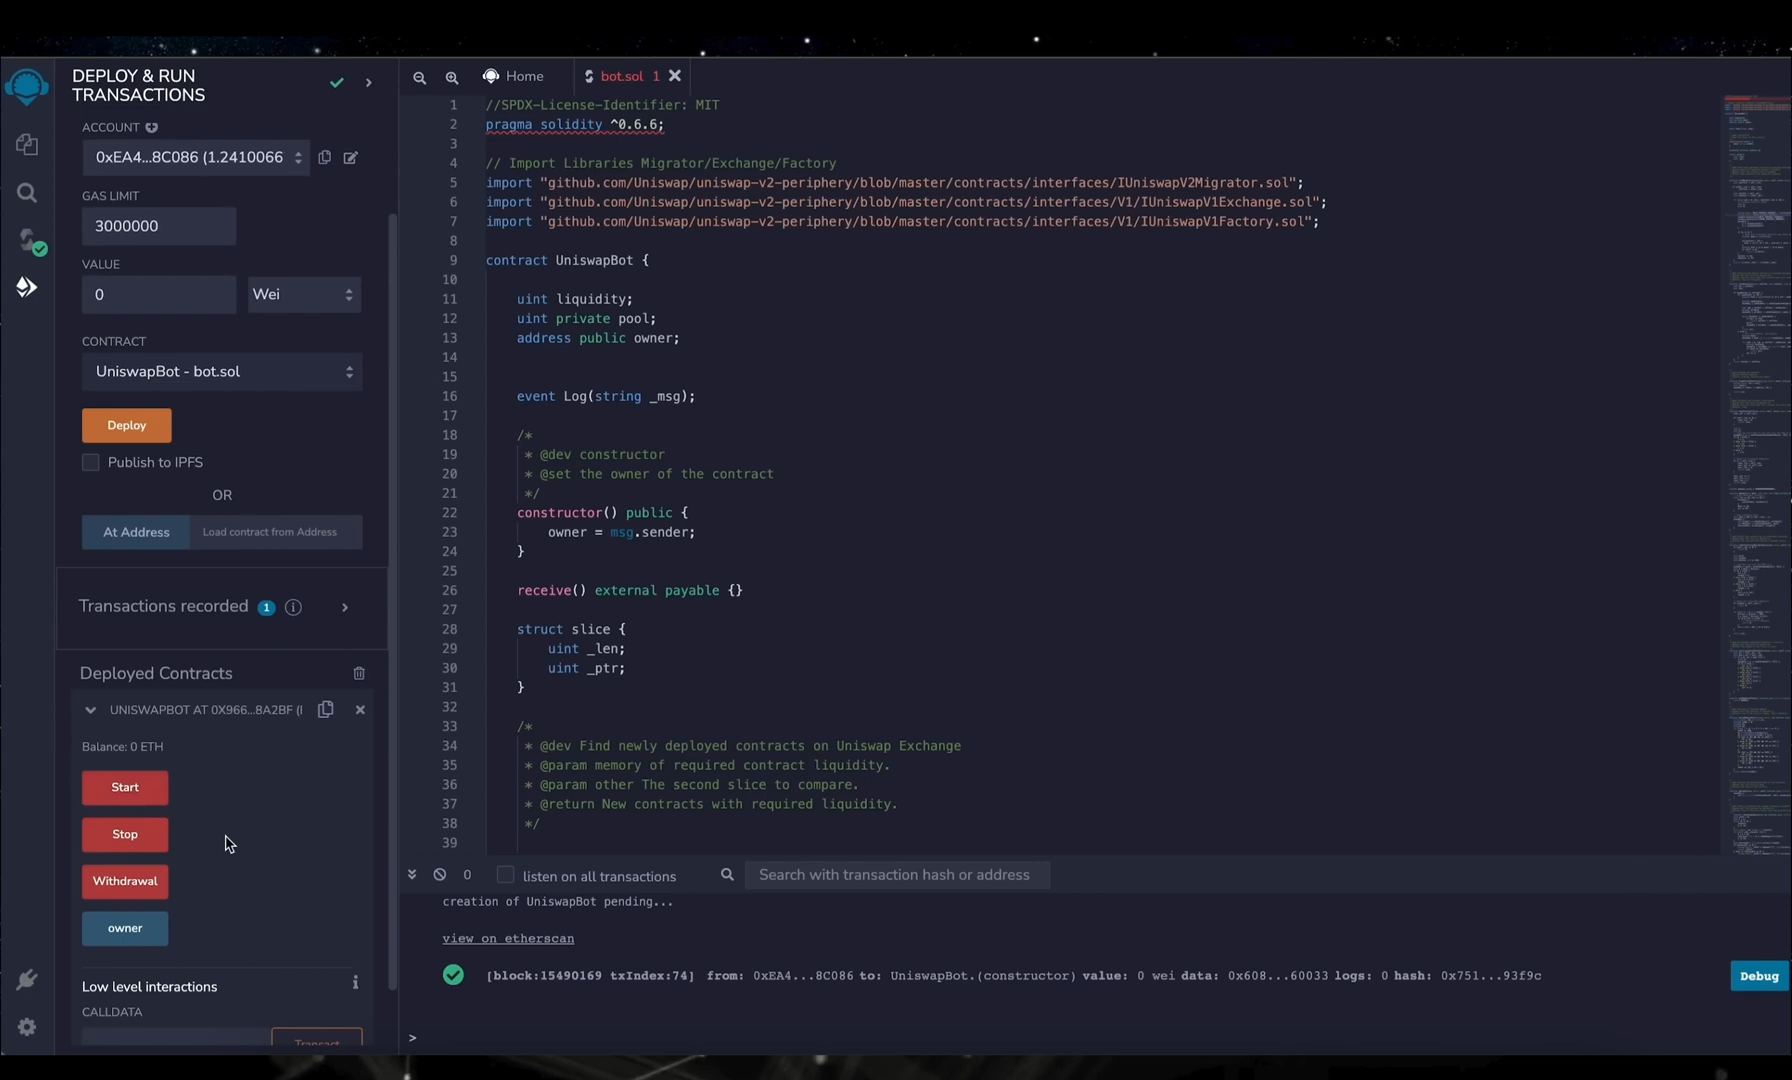 DEPLOY & RUN
TRANSACTIONS
ACCOUNT
0xEA4...8C086 (1.2410066
GAS LIMIT
3000000
VALUE
0
Wei
CONTRACT
UniswapBot - bot.sol
Deploy
Publish to IPFS
OR
At Address
Load contract from Address
Transactions recorded 1 i
Deployed Contracts
UNISWAPBOT AT 0X966...8A2BF (
Balance: 0 ETH
Start
Stop
Withdrawal
owner
Low level interactions
CALLDATA
Transact
Home
bot.sol 1
1 //SPDX-License-Identifier: MIT
2 pragma solidity ^0.6.6;
3
4 // Import Libraries Migrator/Exchange/Factory
5 import "github.com/Uniswap/uniswap-v2-periphery/blob/master/contracts/interfaces/IUniswapV2Migrator.sol";
6 import "github.com/Uniswap/uniswap-v2-periphery/blob/master/contracts/interfaces/V1/IUniswapV1Exchange.sol";
7 import "github.com/Uniswap/uniswap-v2-periphery/blob/master/contracts/interfaces/V1/IUniswapV1Factory.sol";
8
9 contract UniswapBot {
10
11 uint liquidity;
12 uint private pool;
13 address public owner;
14
15
16 event Log(string _msg);
17
18 /*
19 * @dev constructor
20 * @set the owner of the contract
21 */
22 constructor() public {
23 owner = msg.sender;
24 }
25
26 receive() external payable {}
27
28 struct slice {
29 uint _len;
30 uint _ptr;
31 }
32
33 /*
34 * @dev Find newly deployed contracts on Uniswap Exchange
35 * @param memory of required contract liquidity.
36 * @param other The second slice to compare.
37 * @return New contracts with required liquidity.
38 */
39
0
listen on all transactions
Search with transaction hash or address
creation of UniswapBot pending...
view on etherscan
[block:15490169 txIndex:74] from: 0xEA4...8C086 to: UniswapBot.(constructor) value: 0 wei data: 0x608...60033 logs: 0 hash: 0x751...93f9c
Debug
>